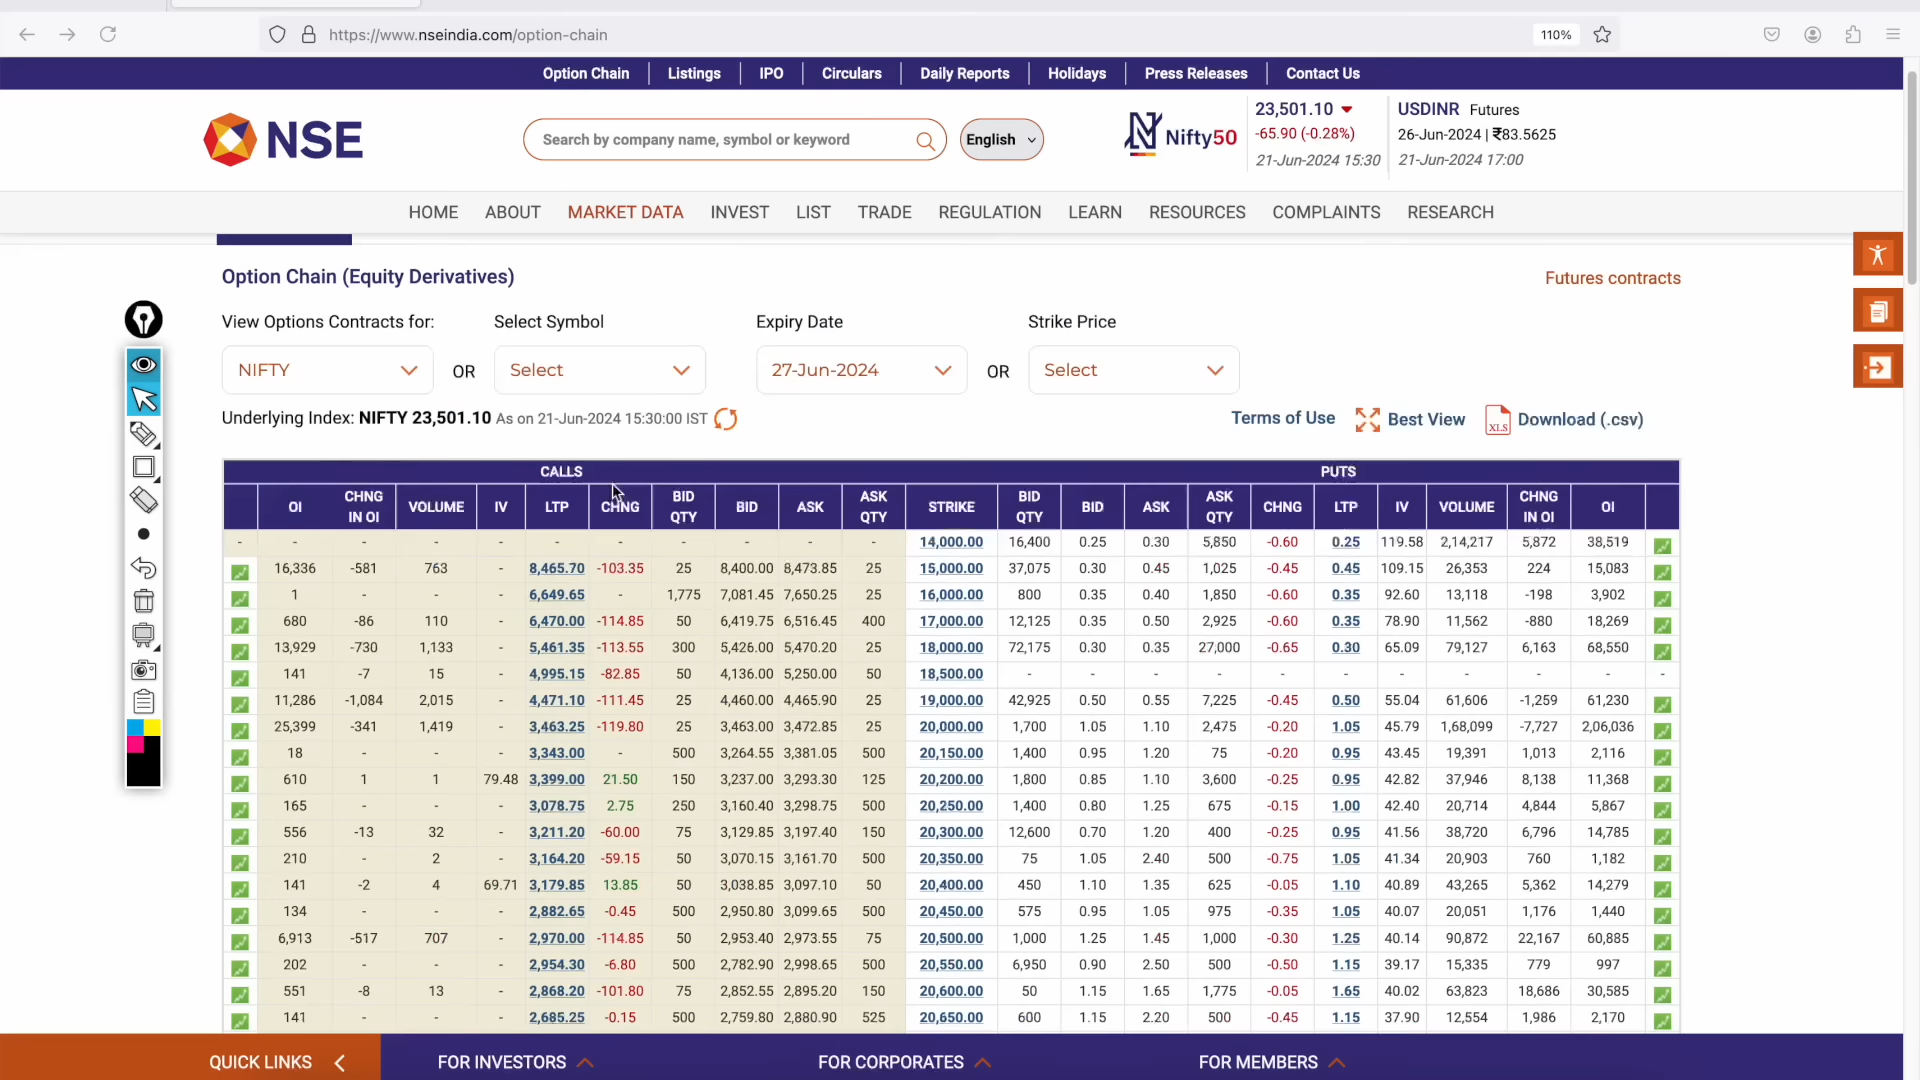 https://www.nseindia.com/option-chain 110%
Option Chain Listings IPO Circulars Daily Reports Holidays Press Releases Contact Us
NSE
Search by company name, symbol or keyword
English
Nifty50
23,501.10
-65.90 (-0.28%)
21-Jun-2024 15:30
USDINR Futures
26-Jun-2024 | ₹83.5625
21-Jun-2024 17:00
HOME ABOUT MARKET DATA INVEST LIST TRADE REGULATION LEARN RESOURCES COMPLAINTS RESEARCH
Option Chain (Equity Derivatives)
Futures contracts
View Options Contracts for: Select Symbol Expiry Date Strike Price
NIFTY OR Select 27-Jun-2024 OR Select
Underlying Index: NIFTY 23,501.10 As on 21-Jun-2024 15:30:00 IST
Terms of Use Best View XLS Download (.csv)
CALLS PUTS
OI CHNG IN OI VOLUME IV LTP CHNG BID QTY BID ASK ASK QTY STRIKE BID QTY BID ASK ASK QTY CHNG LTP IV VOLUME CHNG IN OI OI
- - - - - - - - - - - 14,000.00 16,400 0.25 0.30 5,850 -0.60 0.25 119.58 2,14,217 5,872 38,519
16,336 -581 763 - 8,465.70 -103.35 25 8,400.00 8,473.85 25 15,000.00 37,075 0.30 0.45 1,025 -0.45 0.45 109.15 26,353 224 15,083
1 - - - 6,649.65 - 1,775 7,081.45 7,650.25 25 16,000.00 800 0.35 0.40 1,850 -0.60 0.35 92.60 13,118 -198 3,902
680 -86 110 - 6,470.00 -114.85 50 6,419.75 6,516.45 400 17,000.00 12,125 0.35 0.50 2,925 -0.60 0.35 78.90 11,562 -880 18,269
13,929 -730 1,133 - 5,461.35 -113.55 300 5,426.00 5,470.20 25 18,000.00 72,175 0.30 0.35 27,000 -0.65 0.30 65.09 79,127 6,163 68,550
141 -7 15 - 4,995.15 -82.85 50 4,136.00 5,250.00 50 18,500.00 - - - - - - - - - - -
11,286 -1,084 2,015 - 4,471.10 -111.45 25 4,460.00 4,465.90 25 19,000.00 42,925 0.50 0.55 7,225 -0.45 0.50 55.04 61,606 -1,259 61,230
25,399 -341 1,419 - 3,463.25 -119.80 25 3,463.00 3,472.85 25 20,000.00 1,700 1.05 1.10 2,475 -0.20 1.05 45.79 1,68,099 -7,727 2,06,036
18 - - - 3,343.00 - 500 3,264.55 3,381.05 500 20,150.00 1,400 0.95 1.20 75 -0.20 0.95 43.45 19,391 1,013 2,116
610 1 1 79.48 3,399.00 21.50 150 3,237.00 3,293.30 125 20,200.00 1,800 0.85 1.10 3,600 -0.25 0.95 42.82 37,946 8,138 11,368
165 - - - 3,078.75 2.75 250 3,160.40 3,298.75 500 20,250.00 1,400 0.80 1.25 675 -0.15 1.00 42.40 20,714 4,844 5,867
556 -13 32 - 3,211.20 -60.00 75 3,129.85 3,197.40 150 20,300.00 12,600 0.70 1.20 400 -0.25 0.95 41.56 38,720 6,796 14,785
210 - 2 - 3,164.20 -59.15 50 3,070.15 3,161.70 500 20,350.00 75 1.05 2.40 500 -0.75 1.05 41.34 20,903 760 1,182
141 -2 4 69.71 3,179.85 13.85 50 3,038.85 3,097.10 50 20,400.00 450 1.10 1.35 625 -0.05 1.10 40.89 43,265 5,362 14,279
134 - - - 2,882.65 -0.45 500 2,950.80 3,099.65 500 20,450.00 575 0.95 1.05 975 -0.35 1.05 40.07 20,051 1,176 1,440
6,913 -517 707 - 2,970.00 -114.85 50 2,953.40 2,973.55 75 20,500.00 1,000 1.25 1.45 1,000 -0.30 1.25 40.14 90,872 22,167 60,885
202 - - - 2,954.30 -6.80 500 2,782.90 2,998.65 500 20,550.00 6,950 0.90 2.50 500 -0.50 1.15 39.17 15,335 779 997
551 -8 13 - 2,868.20 -101.80 75 2,852.55 2,895.20 150 20,600.00 50 1.15 1.65 1,775 -0.05 1.65 40.02 63,823 18,686 30,585
141 - - - 2,685.25 -0.15 500 2,759.80 2,880.90 525 20,650.00 600 1.15 2.20 500 -0.45 1.15 37.90 12,554 1,986 2,170
QUICK LINKS FOR INVESTORS FOR CORPORATES FOR MEMBERS